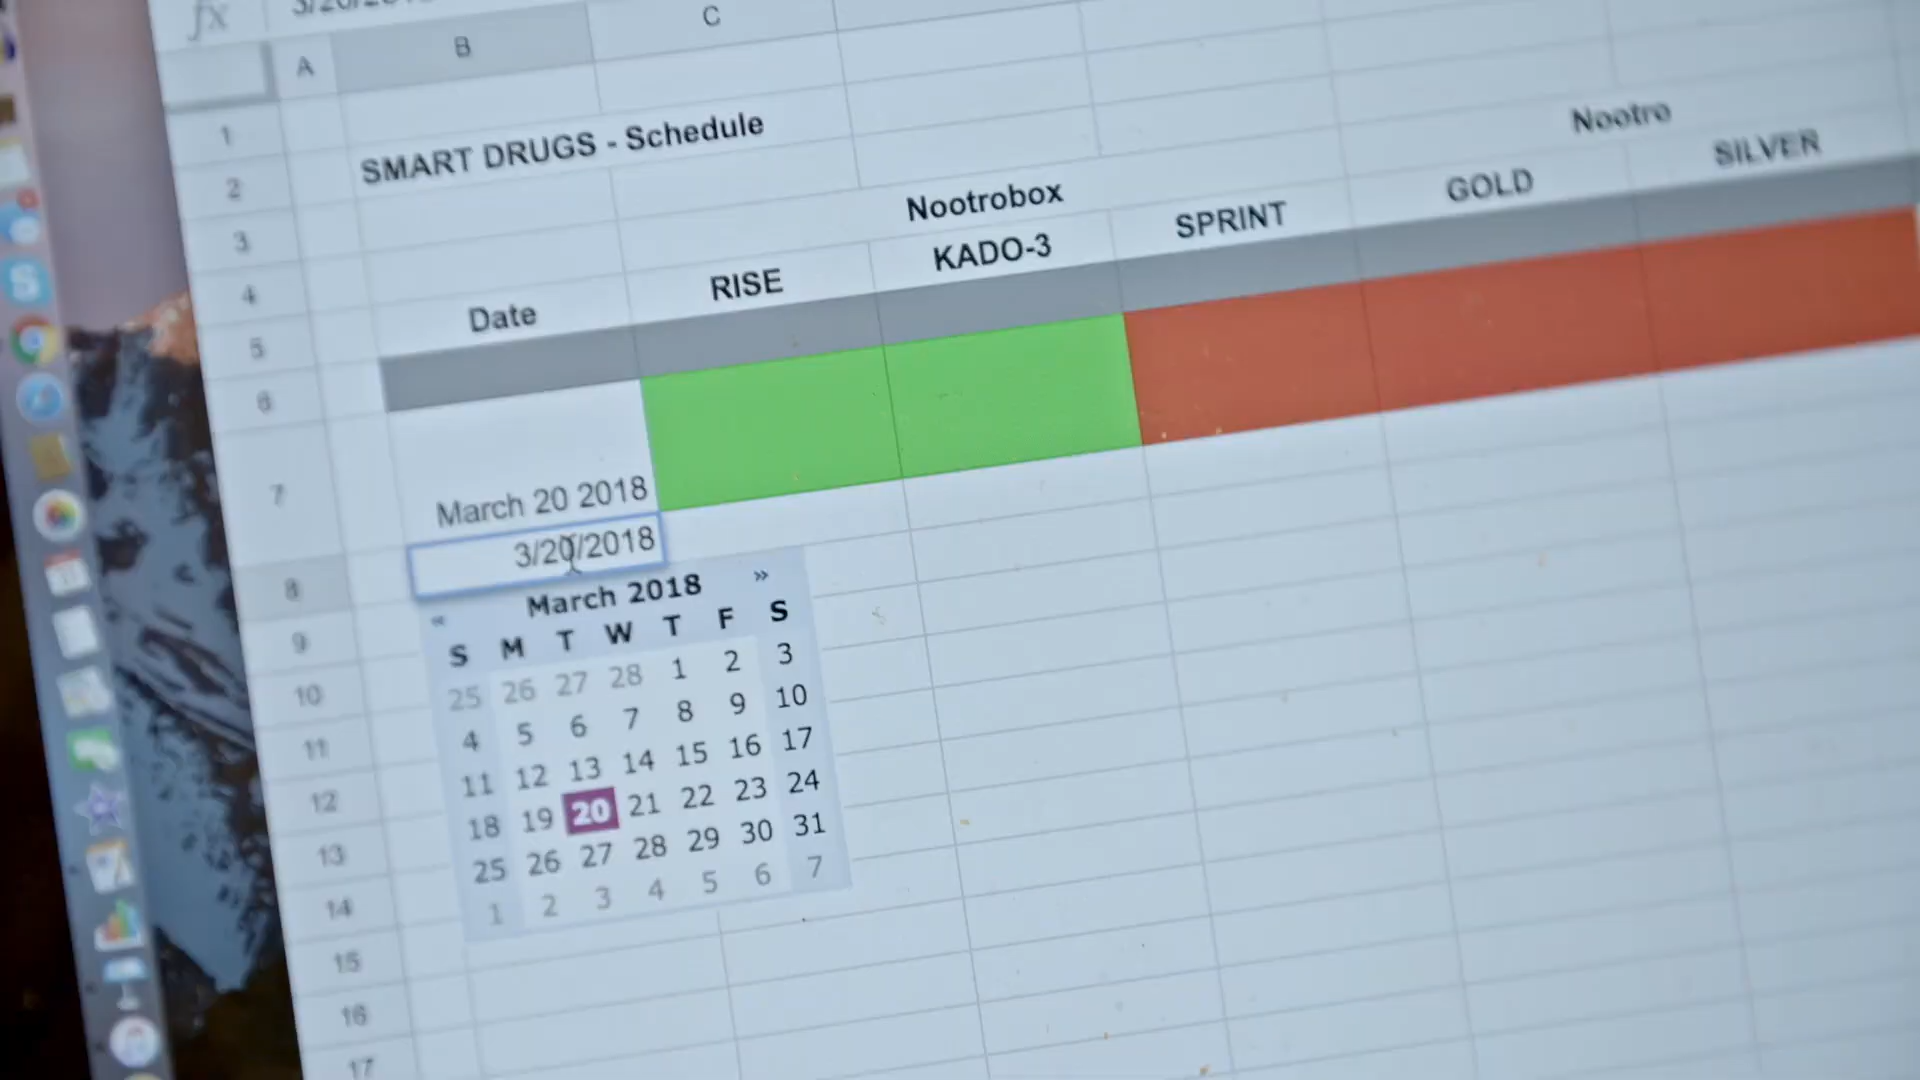 fx
A B C
1
SMART DRUGS - Schedule
2
Nootrobox Nootro
3
Date RISE KADO-3 SPRINT GOLD SILVER
4
5
6
7
March 20 2018
3/20/2018
8
« March 2018 »
S M T W T F S
25 26 27 28 1 2 3
4 5 6 7 8 9 10
11 12 13 14 15 16 17
18 19 20 21 22 23 24
25 26 27 28 29 30 31
1 2 3 4 5 6 7
9
10
11
12
13
14
15
16
17